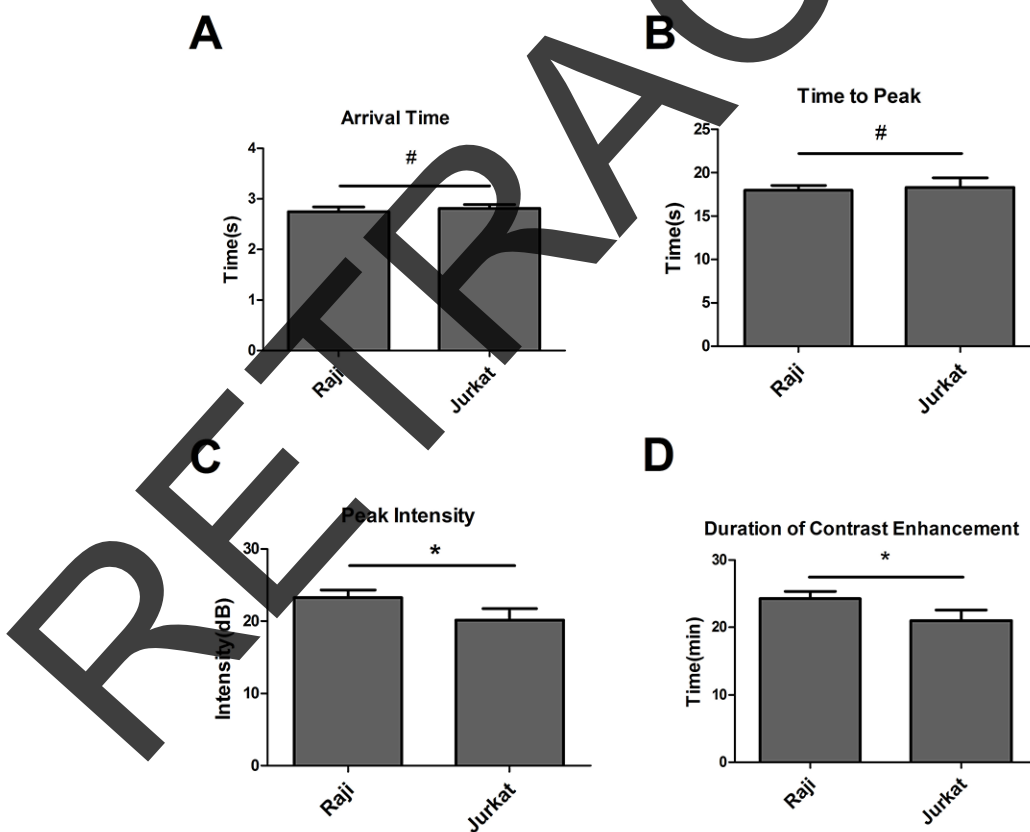 A
Arrival Time
#
4
3
2
1
0
Time(s)
Raji
Jurkat
B
Time to Peak
#
25
20
15
10
5
0
Time(s)
Raji
Jurkat
C
Peak Intensity
*
30
20
10
0
Intensity(dB)
Raji
Jurkat
D
Duration of Contrast Enhancement
*
30
20
10
0
Time(min)
Raji
Jurkat
RETRAC